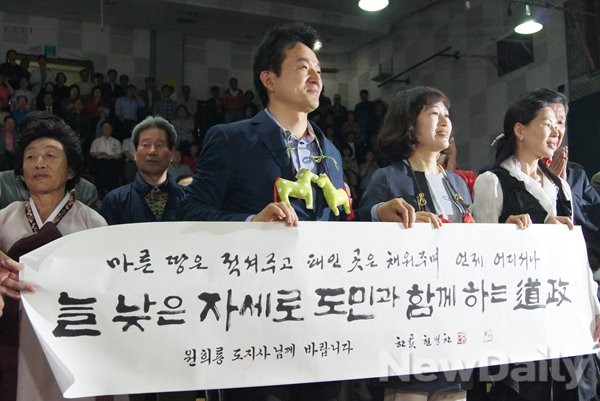 마른 땅은 적셔주고 패인 곳은 채워주며 언제 어디서나
늘 낮은 자세로 도민과 함께 하는 道政
원희룡 도지사님께 바랍니다
NewDaily